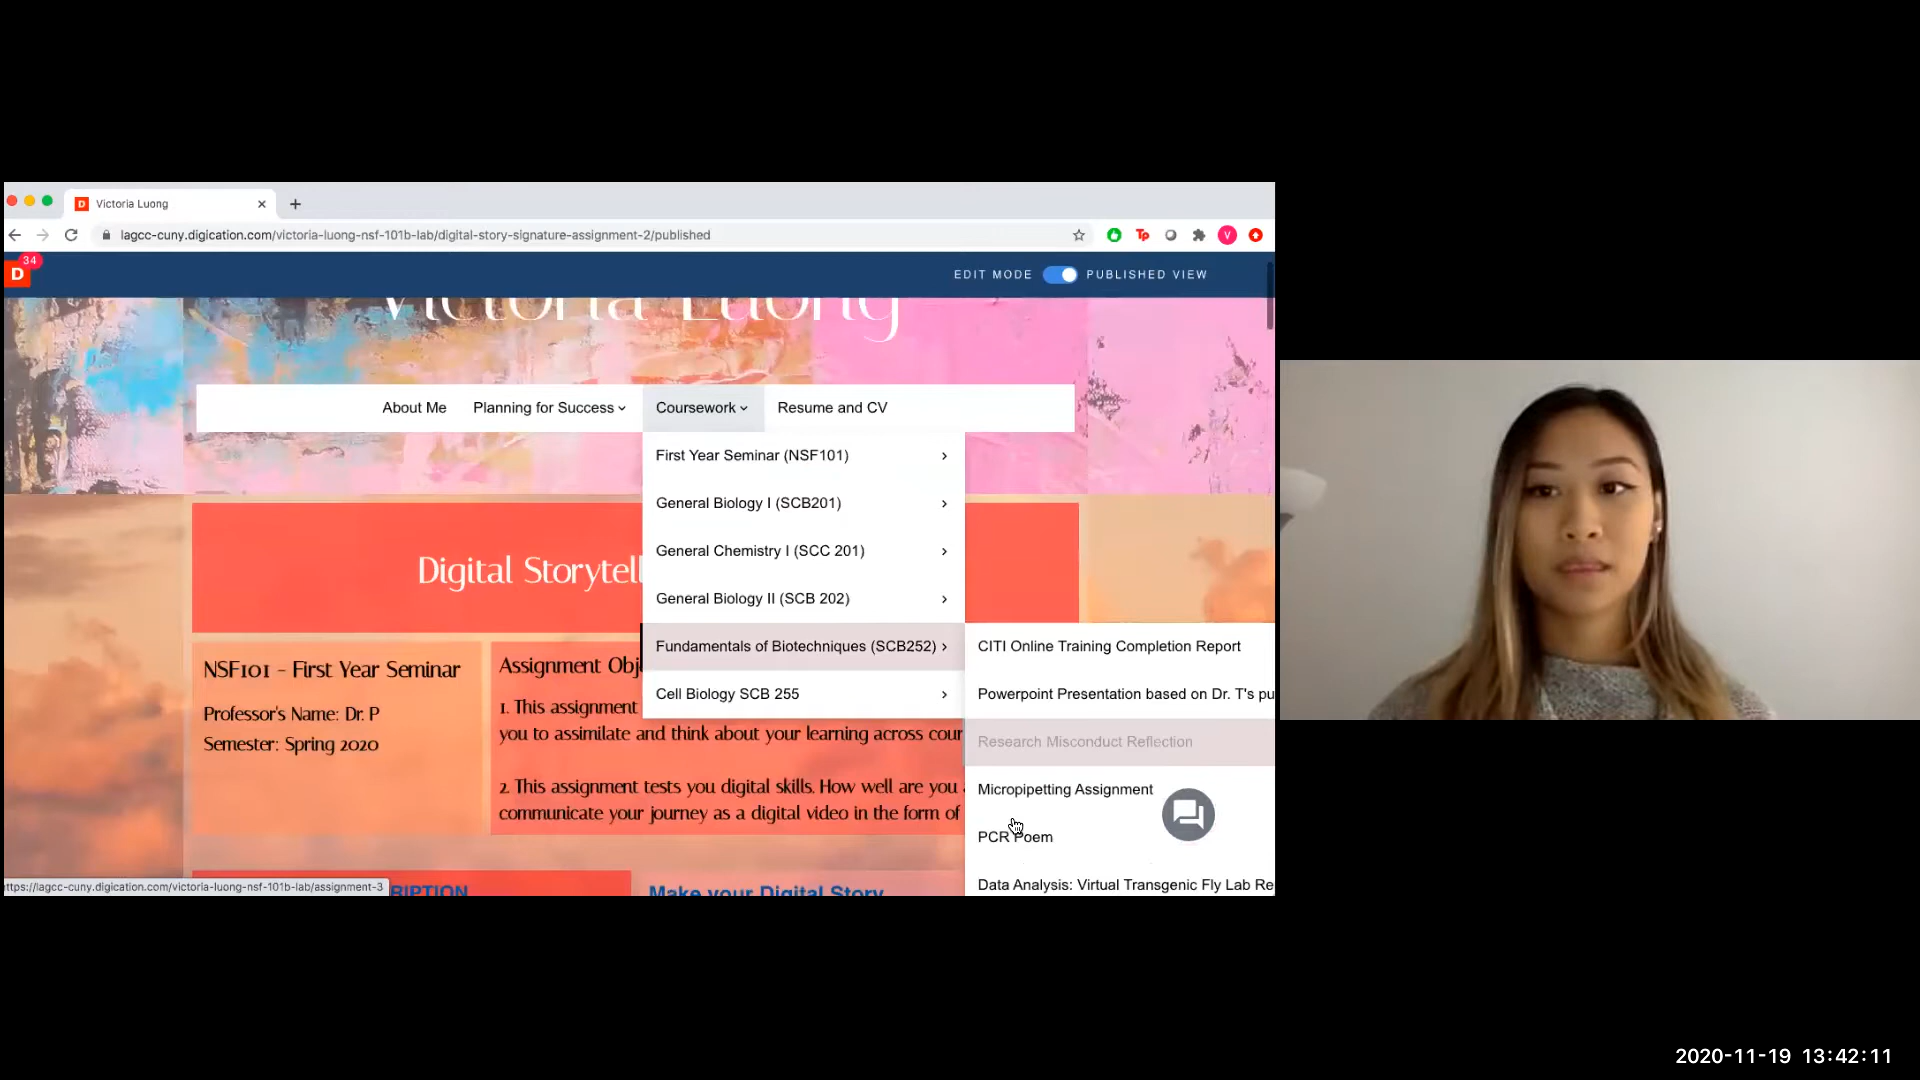 Victoria Luong
lagcc-cuny.digication.com/victoria-luong-nsf-101b-lab/digital-story-signature-assignment-2/published
Tp
V
34
D
EDIT MODE
PUBLISHED VIEW
Victoria Luong
About Me
Planning for Success
Coursework
Resume and CV
First Year Seminar (NSF101)
General Biology I (SCB201)
General Chemistry I (SCC 201)
General Biology II (SCB 202)
Fundamentals of Biotechniques (SCB252)
Cell Biology SCB 255
CITI Online Training Completion Report
Powerpoint Presentation based on Dr. T's pu
Research Misconduct Reflection
Micropipetting Assignment
PCR Poem
Data Analysis: Virtual Transgenic Fly Lab Re
Digital Storytell
NSF101 - First Year Seminar
Professor's Name: Dr. P
Semester: Spring 2020
Assignment Obj
1. This assignment
you to assimilate and think about your learning across cour
2. This assignment tests you digital skills. How well are you
communicate your journey as a digital video in the form of
RIPTION
Make your Digital Story
ttps://lagcc-cuny.digication.com/victoria-luong-nsf-101b-lab/assignment-3
2020-11-19 13:42:11